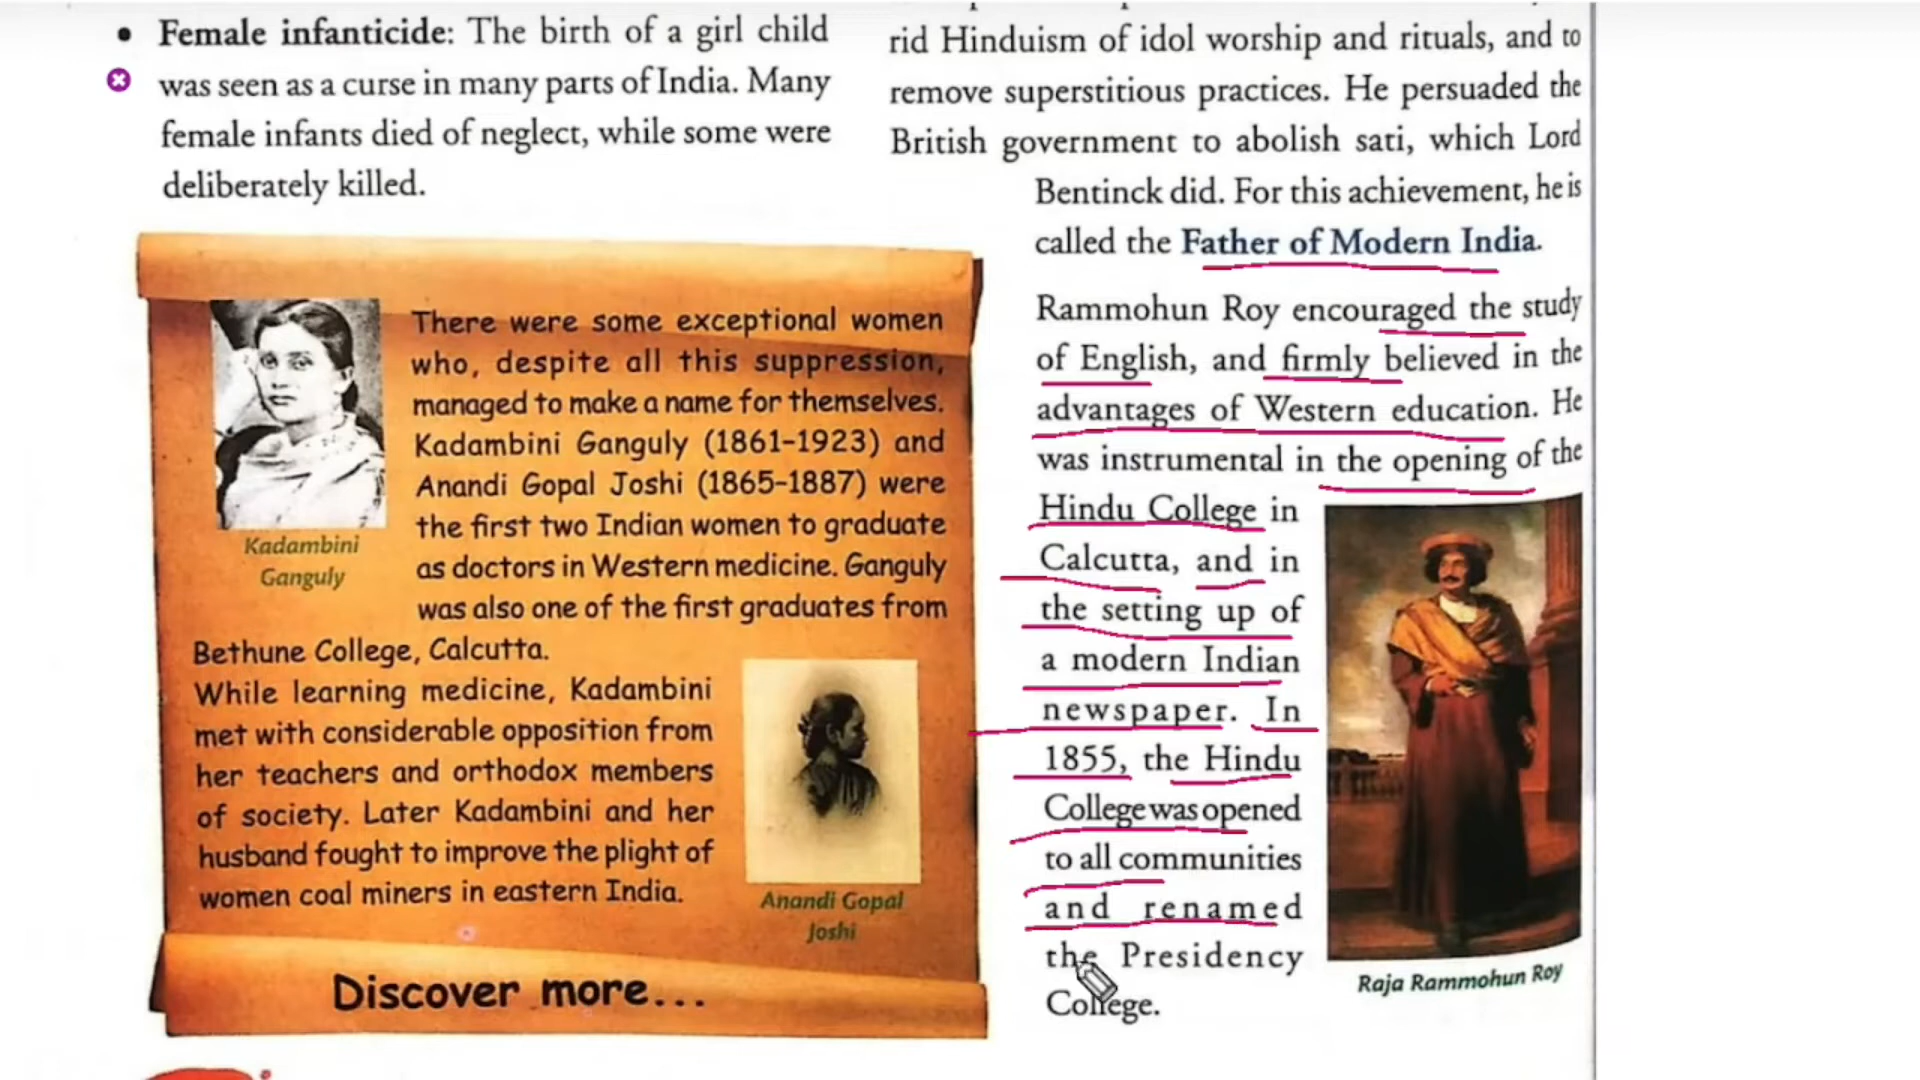 • Female infanticide: The birth of a girl child
was seen as a curse in many parts of India. Many
female infants died of neglect, while some were
deliberately killed.
There were some exceptional women
who, despite all this suppression,
managed to make a name for themselves.
Kadambini Ganguly (1861-1923) and
Anandi Gopal Joshi (1865-1887) were
the first two Indian women to graduate
as doctors in Western medicine. Ganguly
was also one of the first graduates from
Bethune College, Calcutta.
While learning medicine, Kadambini
met with considerable opposition from
her teachers and orthodox members
of society. Later Kadambini and her
husband fought to improve the plight of
women coal miners in eastern India.
Kadambini
Ganguly
Anandi Gopal
Joshi
Discover more...
rid Hinduism of idol worship and rituals, and to
remove superstitious practices. He persuaded the
British government to abolish sati, which Lord
Bentinck did. For this achievement, he is
called the Father of Modern India.
Rammohun Roy encouraged the study
of English, and firmly believed in the
advantages of Western education. He
was instrumental in the opening of the
Hindu College in
Calcutta, and in
the setting up of
a modern Indian
newspaper. In
1855, the Hindu
College was opened
to all communities
and renamed
the Presidency
College.
Raja Rammohun Roy